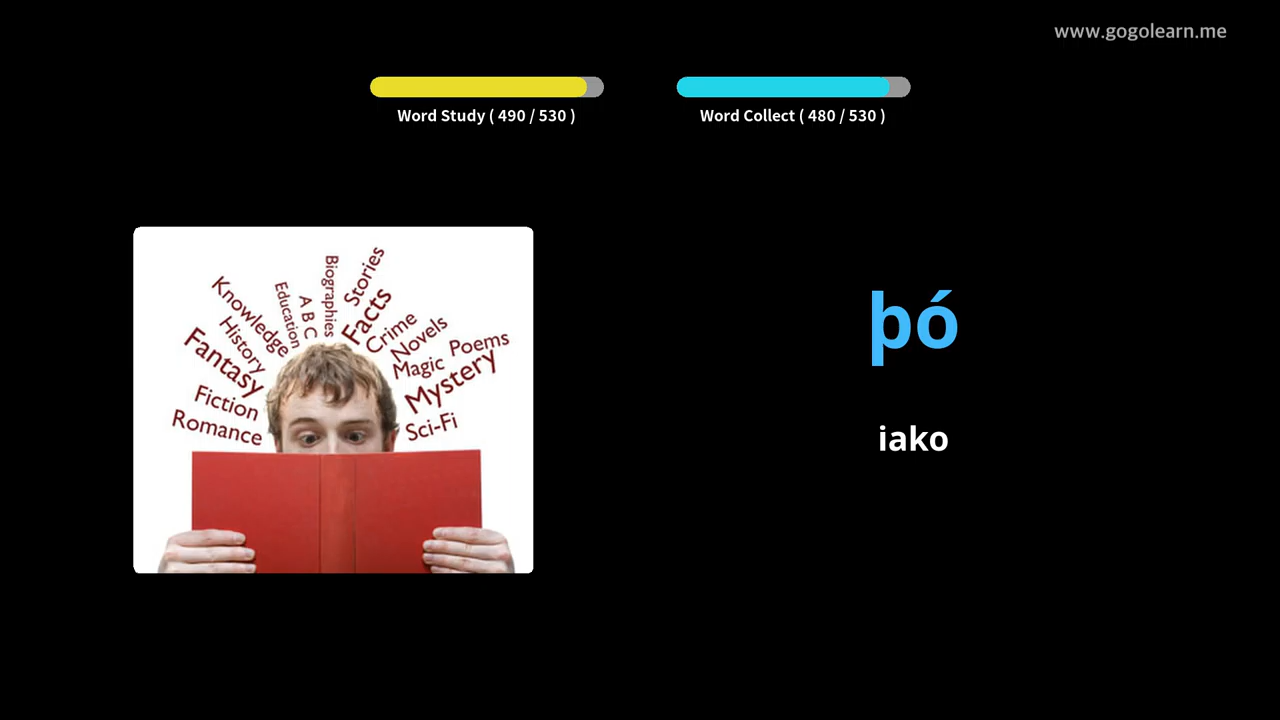 www.gogolearn.me
Word Study ( 490 / 530 )
Word Collect ( 480 / 530 )
Knowledge
Education
A B C
Biographies
Stories
Facts
Crime
Novels
Poems
Magic
Mystery
Sci-Fi
History
Fantasy
Fiction
Romance
þó
iako